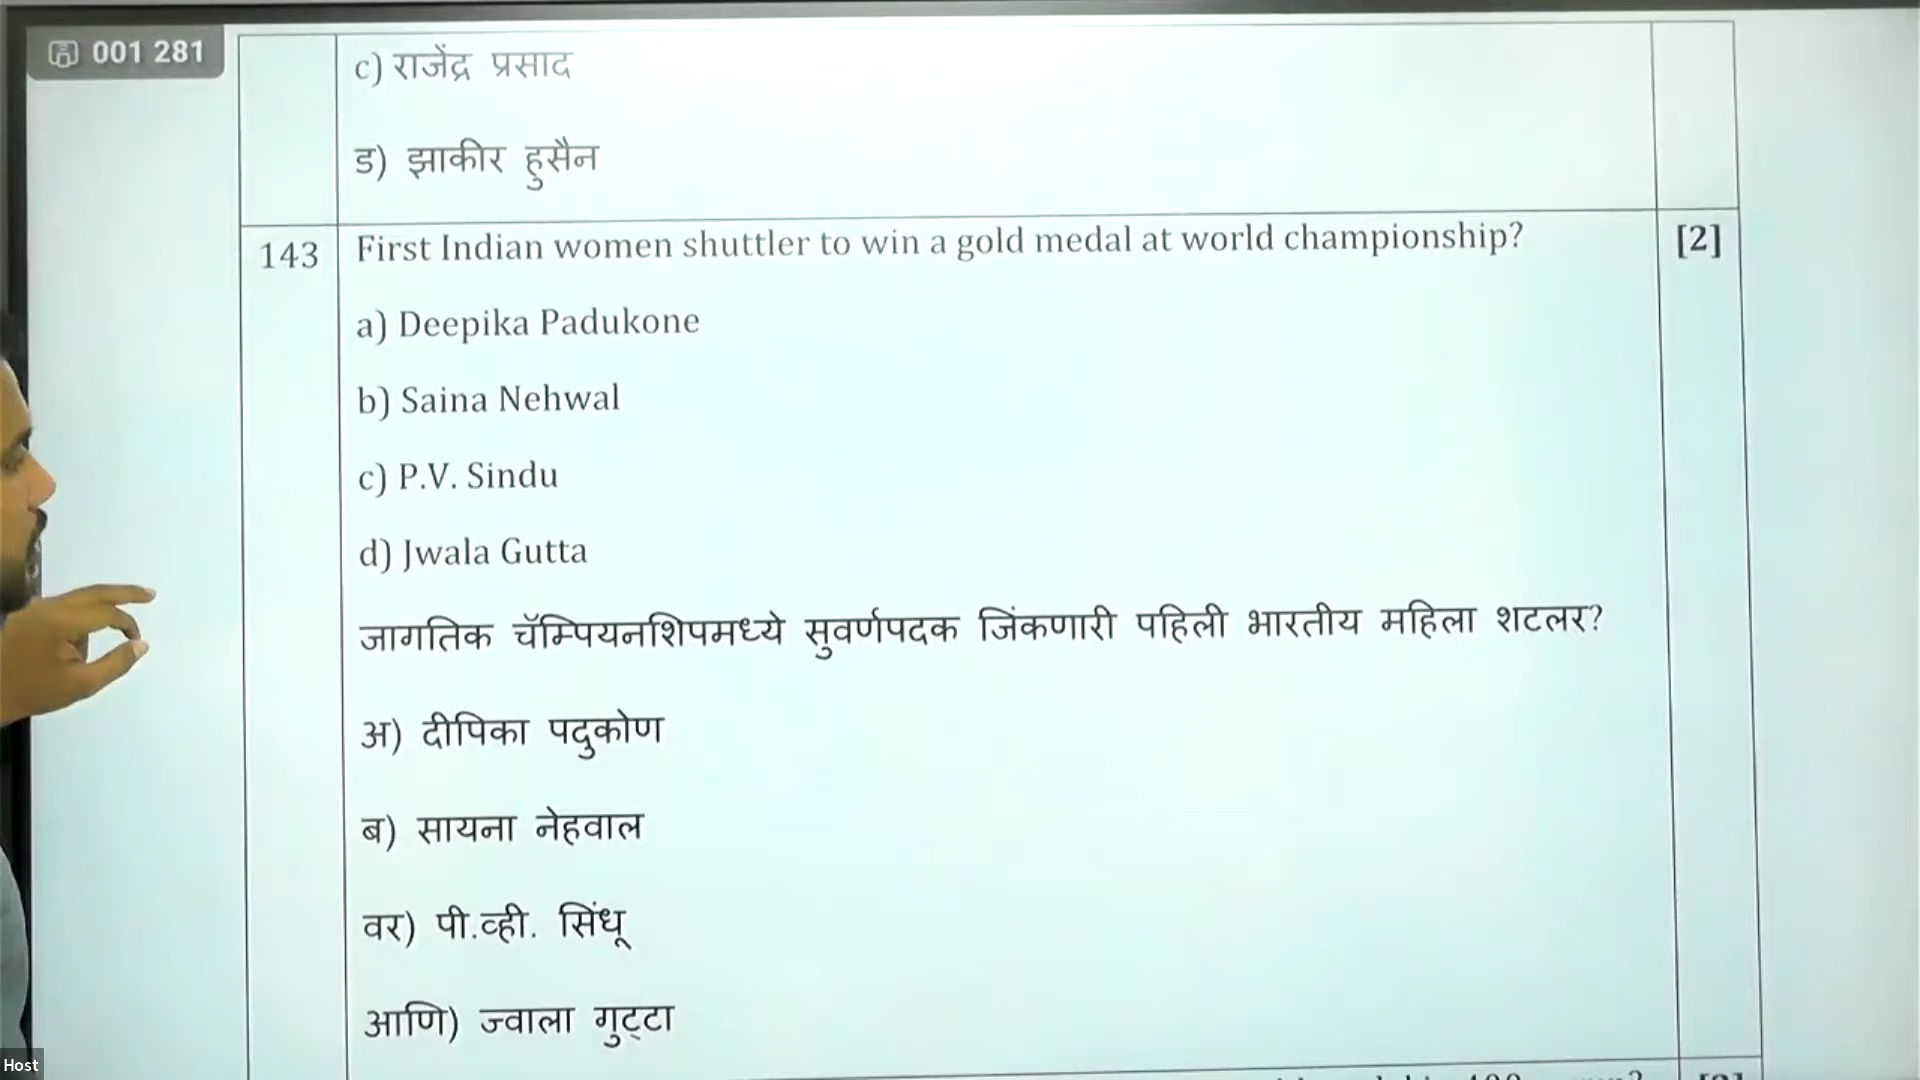 001 281
c) राजेंद्र प्रसाद
ड) झाकीर हुसैन
143 First Indian women shuttler to win a gold medal at world championship? [2]
a) Deepika Padukone
b) Saina Nehwal
c) P.V. Sindu
d) Jwala Gutta
जागतिक चॅम्पियनशिपमध्ये सुवर्णपदक जिंकणारी पहिली भारतीय महिला शटलर?
अ) दीपिका पदुकोण
ब) सायना नेहवाल
वर) पी.व्ही. सिंधू
आणि) ज्वाला गुट्टा
Host